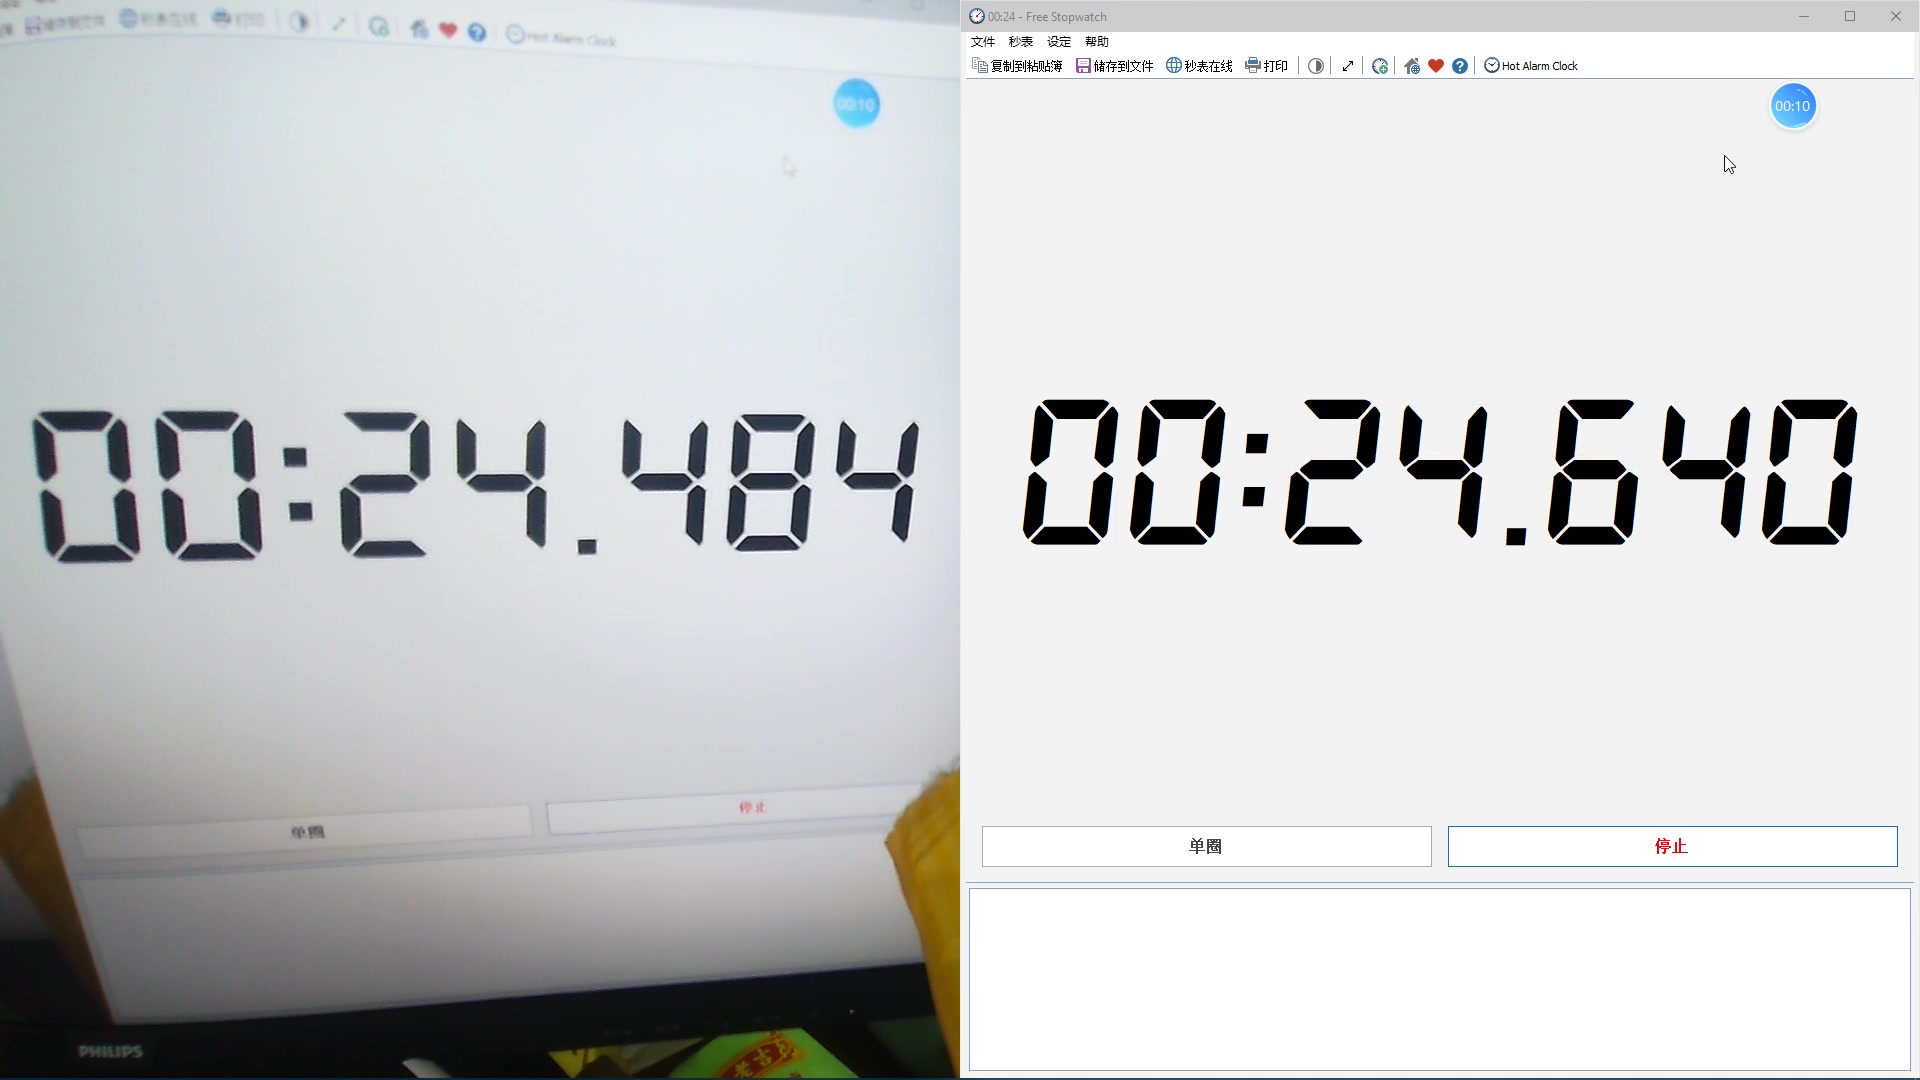 储存到文件 秒表在线 打印 Hot Alarm Clock
00:10
00:24.484
单圈 停止
PHILIPS
00:24 - Free Stopwatch
文件 秒表 设定 帮助
复制到粘贴簿 储存到文件 秒表在线 打印 Hot Alarm Clock
00:10
00:24.640
单圈 停止